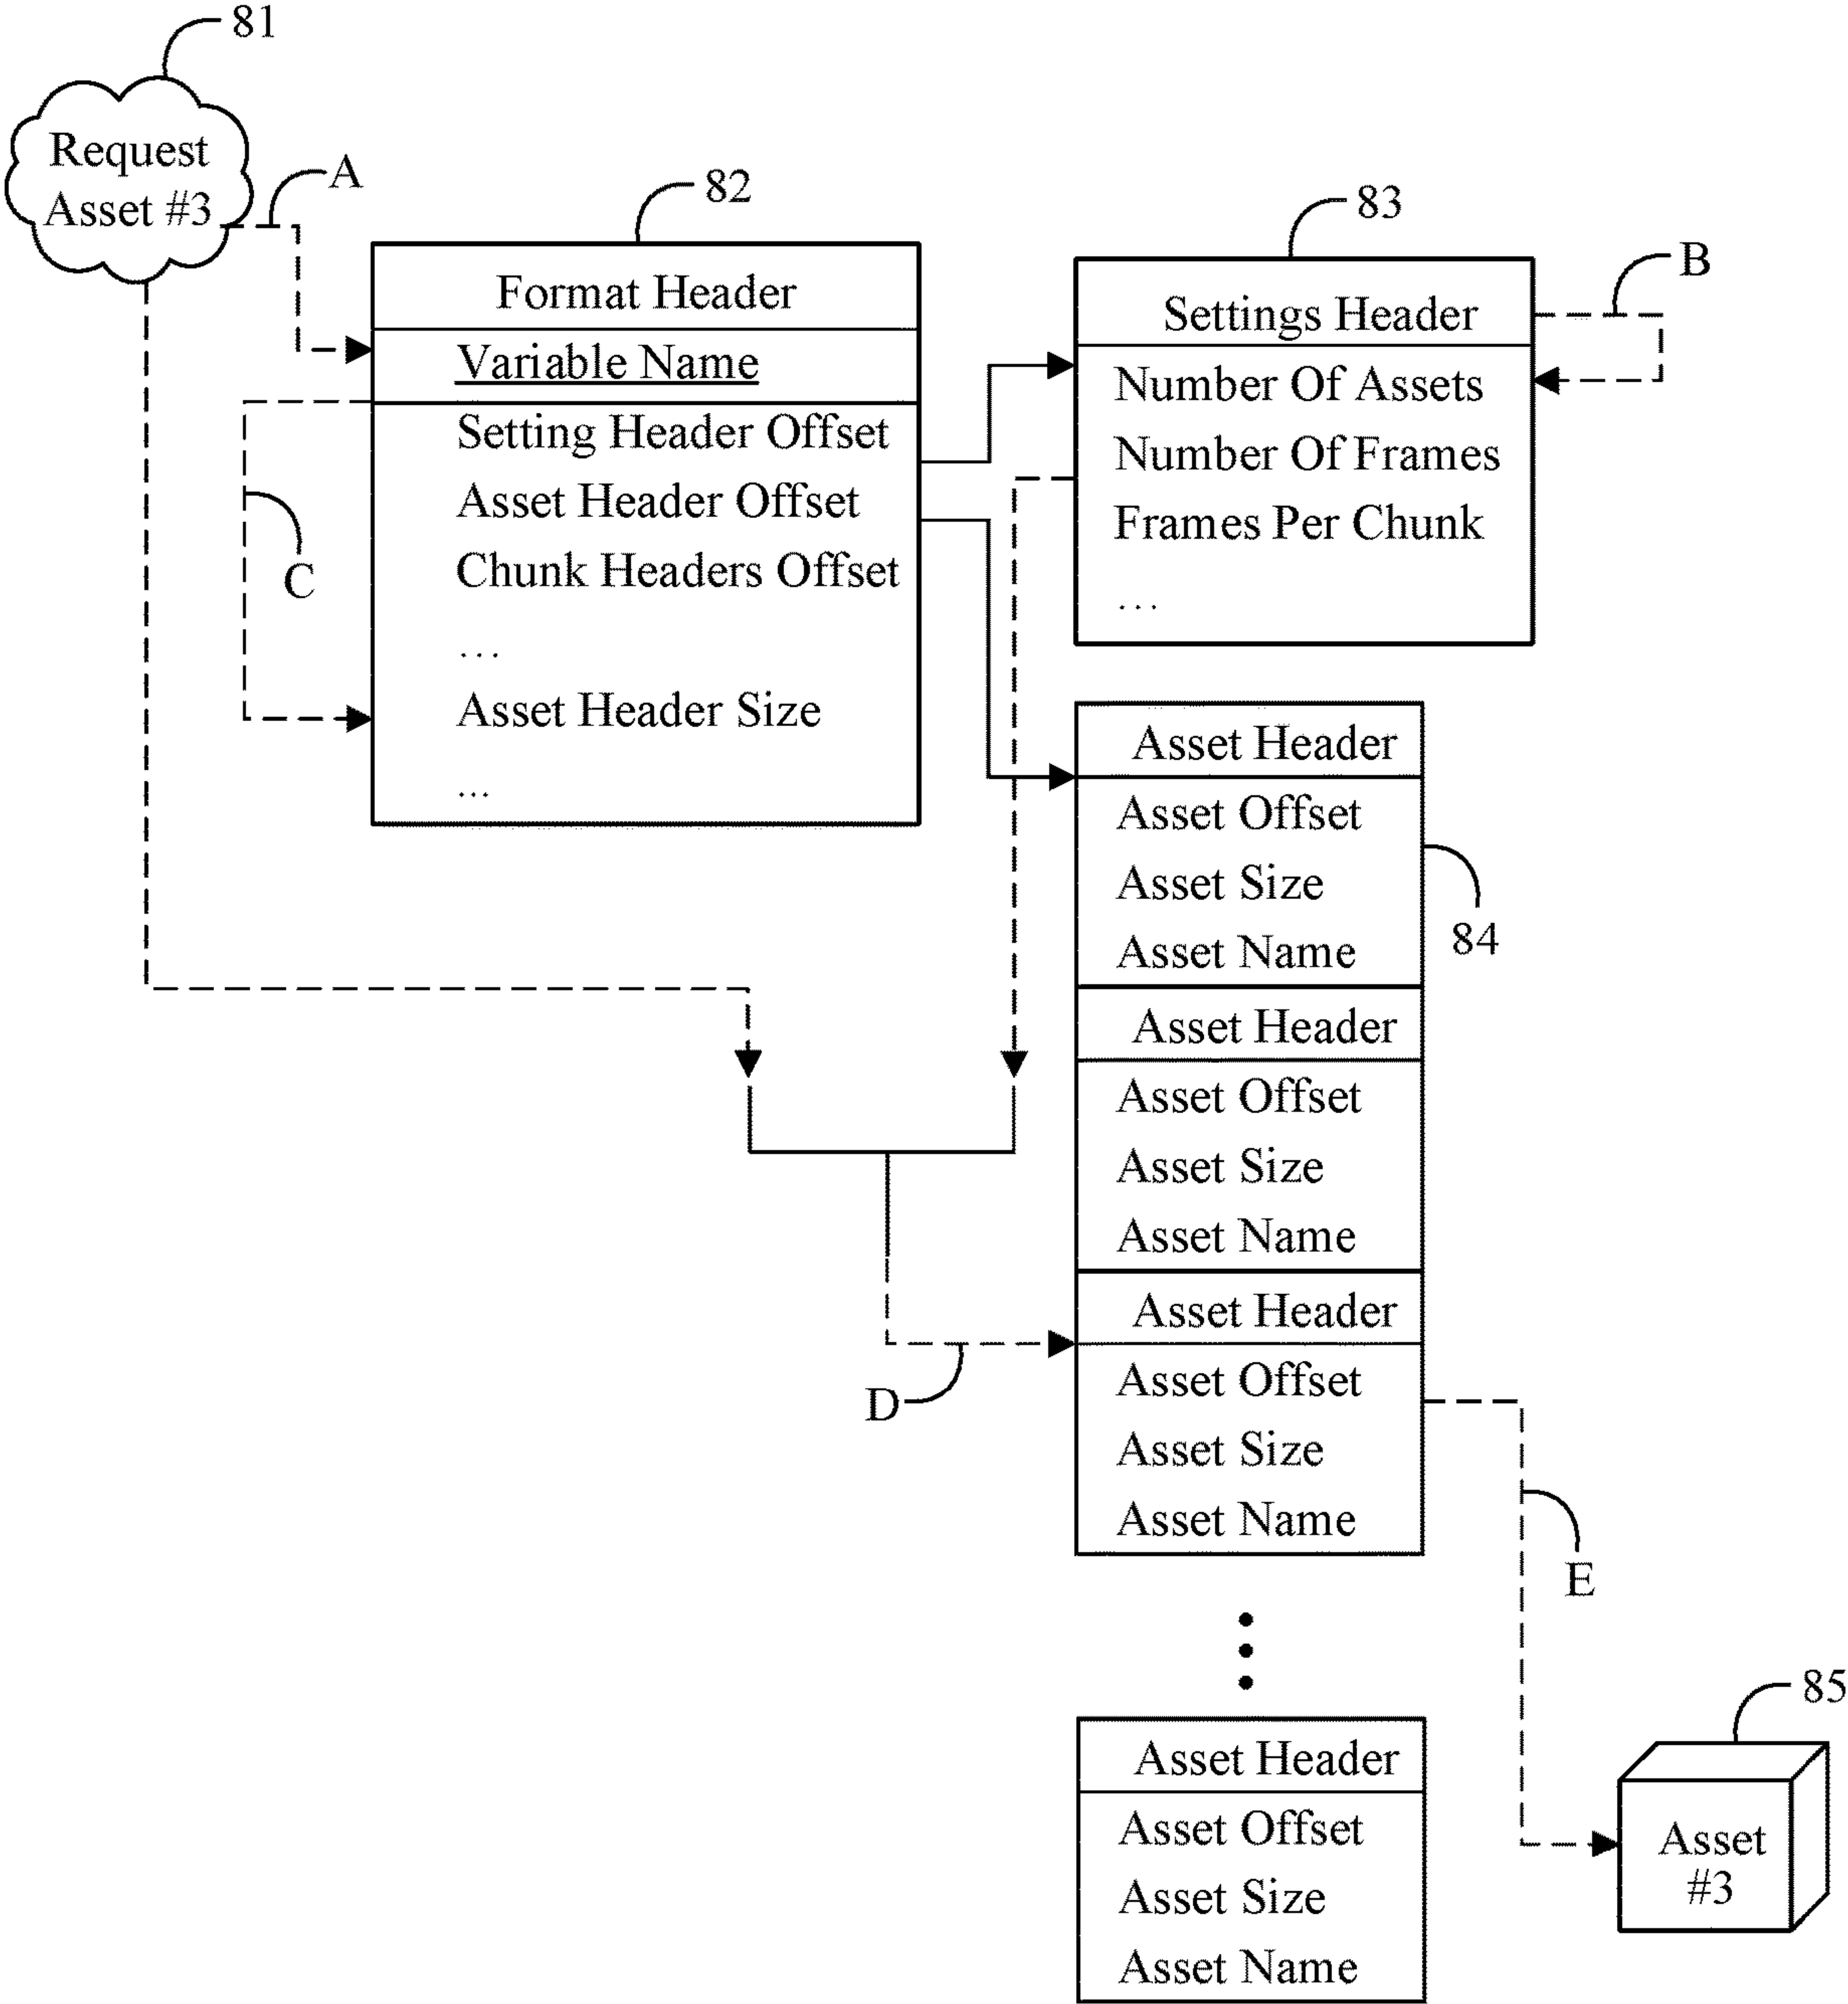 81
Request
Asset #3
A
82
Format Header
Variable Name
Setting Header Offset
Asset Header Offset
Chunk Headers Offset
...
Asset Header Size
...
C
83
Settings Header
Number Of Assets
Number Of Frames
Frames Per Chunk
...
B
Asset Header
Asset Offset
Asset Size
Asset Name
84
Asset Header
Asset Offset
Asset Size
Asset Name
Asset Header
Asset Offset
Asset Size
Asset Name
D
E
Asset Header
Asset Offset
Asset Size
Asset Name
85
Asset
#3